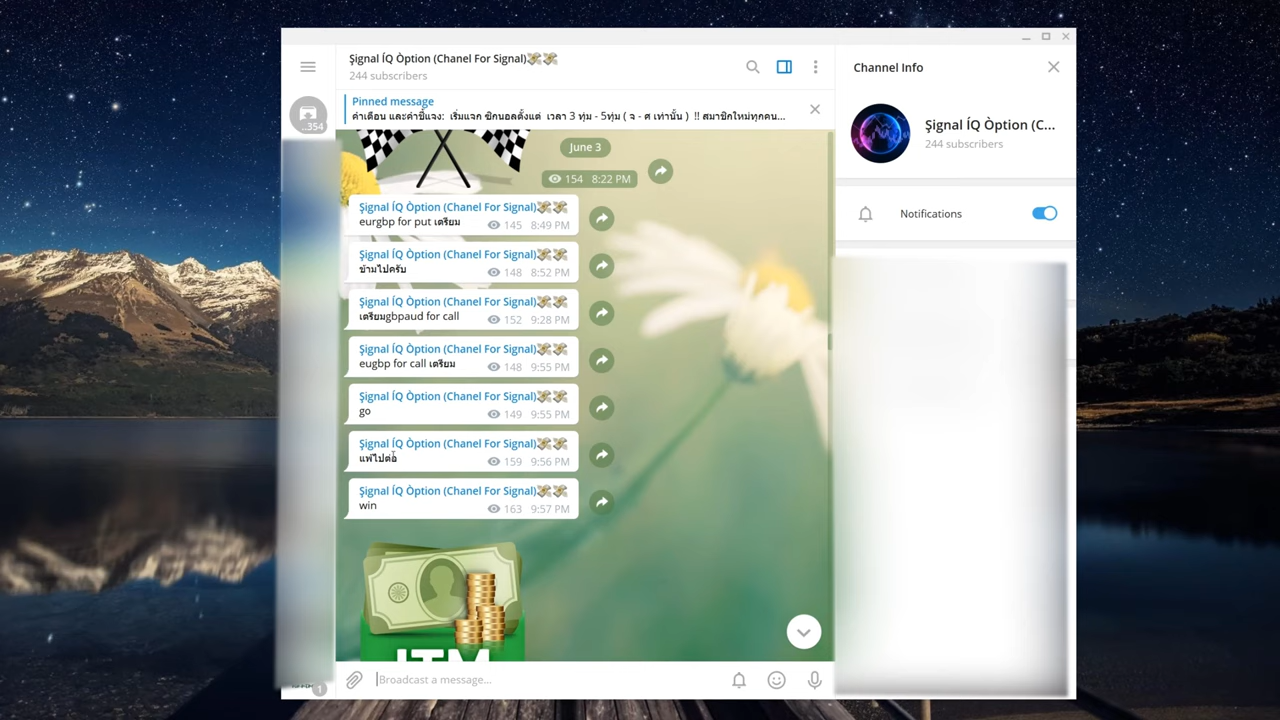 Şignal ÍQ Òption (Chanel For Signal)💸💸
244 subscribers
Channel Info
..354
Pinned message
ค่าเตือน และคำชี้แจง: เริ่มแจก ซิกนอลตั้งแต่ เวลา 3 ทุ่ม - 5ทุ่ม ( จ - ศ เท่านั้น ) !! สมาชิกใหม่ทุกคน...
Şignal ÍQ Òption (C...
244 subscribers
June 3
154 8:22 PM
Notifications
Şignal ÍQ Òption (Chanel For Signal)💸💸
eurgbp for put เตรียม 145 8:49 PM
Şignal ÍQ Òption (Chanel For Signal)💸💸
ข้ามไปครับ 148 8:52 PM
Şignal ÍQ Òption (Chanel For Signal)💸💸
เตรียมgbpaud for call 152 9:28 PM
Şignal ÍQ Òption (Chanel For Signal)💸💸
eugbp for call เตรียม 148 9:55 PM
Şignal ÍQ Òption (Chanel For Signal)💸💸
go 149 9:55 PM
Şignal ÍQ Òption (Chanel For Signal)💸💸
แพ้ไปต่อ 159 9:56 PM
Şignal ÍQ Òption (Chanel For Signal)💸💸
win 163 9:57 PM
ITM
Broadcast a message...
1